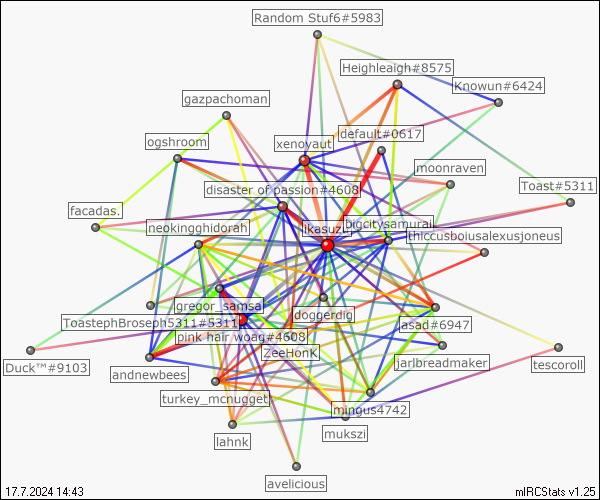 Random Stuf6#5983
Heighleaigh#8575
Knowun#6424
gazpachoman
default#0617
ogshroom
xenovaut
moonraven
Toast#5311
disaster of passion#4608
facadas.
neokingghidorah
likasuzu
bigcitysamurai
thiccusboiusalexusjoneus
gregor_samsa
doggerdig
ToastephBroseph5311#5311
Jasad#6947
pink hair woag#4608
ZeeHonK
Duck™#9103
andnewbees
jarlbreadmaker
tescoroll
turkey_mcnugget
mingus4742
lahnk
mukszi
avelicious
17.7.2024 14:43
mIRCStats v1.25